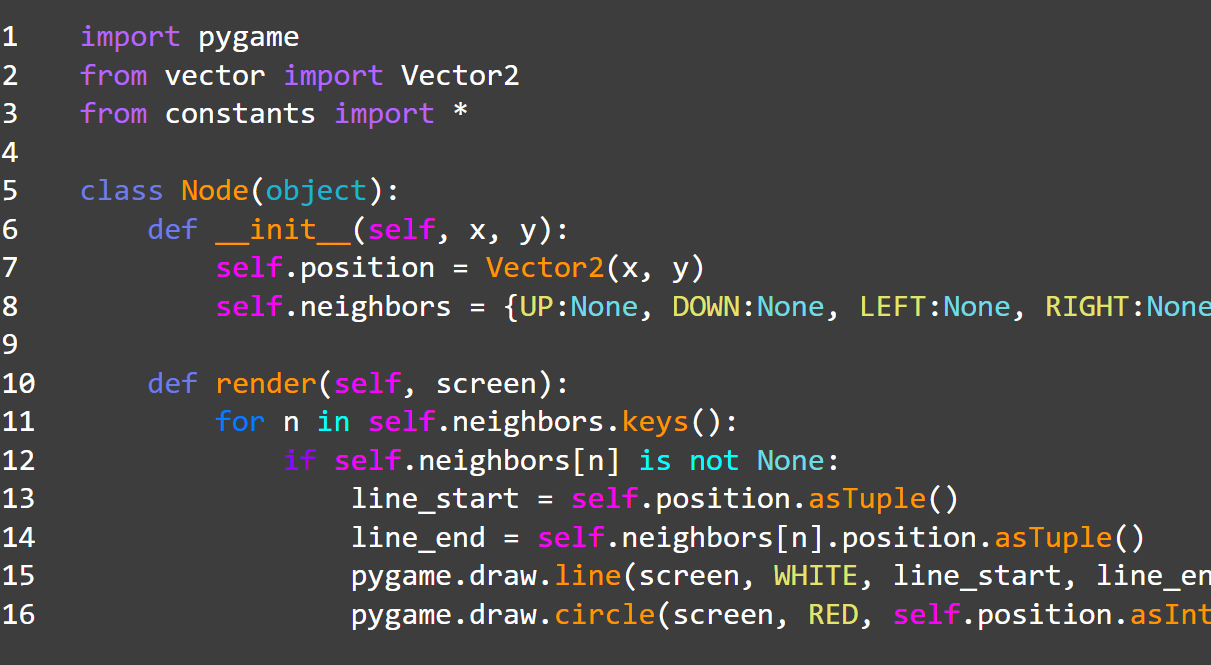 1 import pygame
2 from vector import Vector2
3 from constants import *
4
5 class Node(object):
6     def __init__(self, x, y):
7         self.position = Vector2(x, y)
8         self.neighbors = {UP:None, DOWN:None, LEFT:None, RIGHT:None
9
10     def render(self, screen):
11         for n in self.neighbors.keys():
12             if self.neighbors[n] is not None:
13                 line_start = self.position.asTuple()
14                 line_end = self.neighbors[n].position.asTuple()
15                 pygame.draw.line(screen, WHITE, line_start, line_en
16                 pygame.draw.circle(screen, RED, self.position.asInt